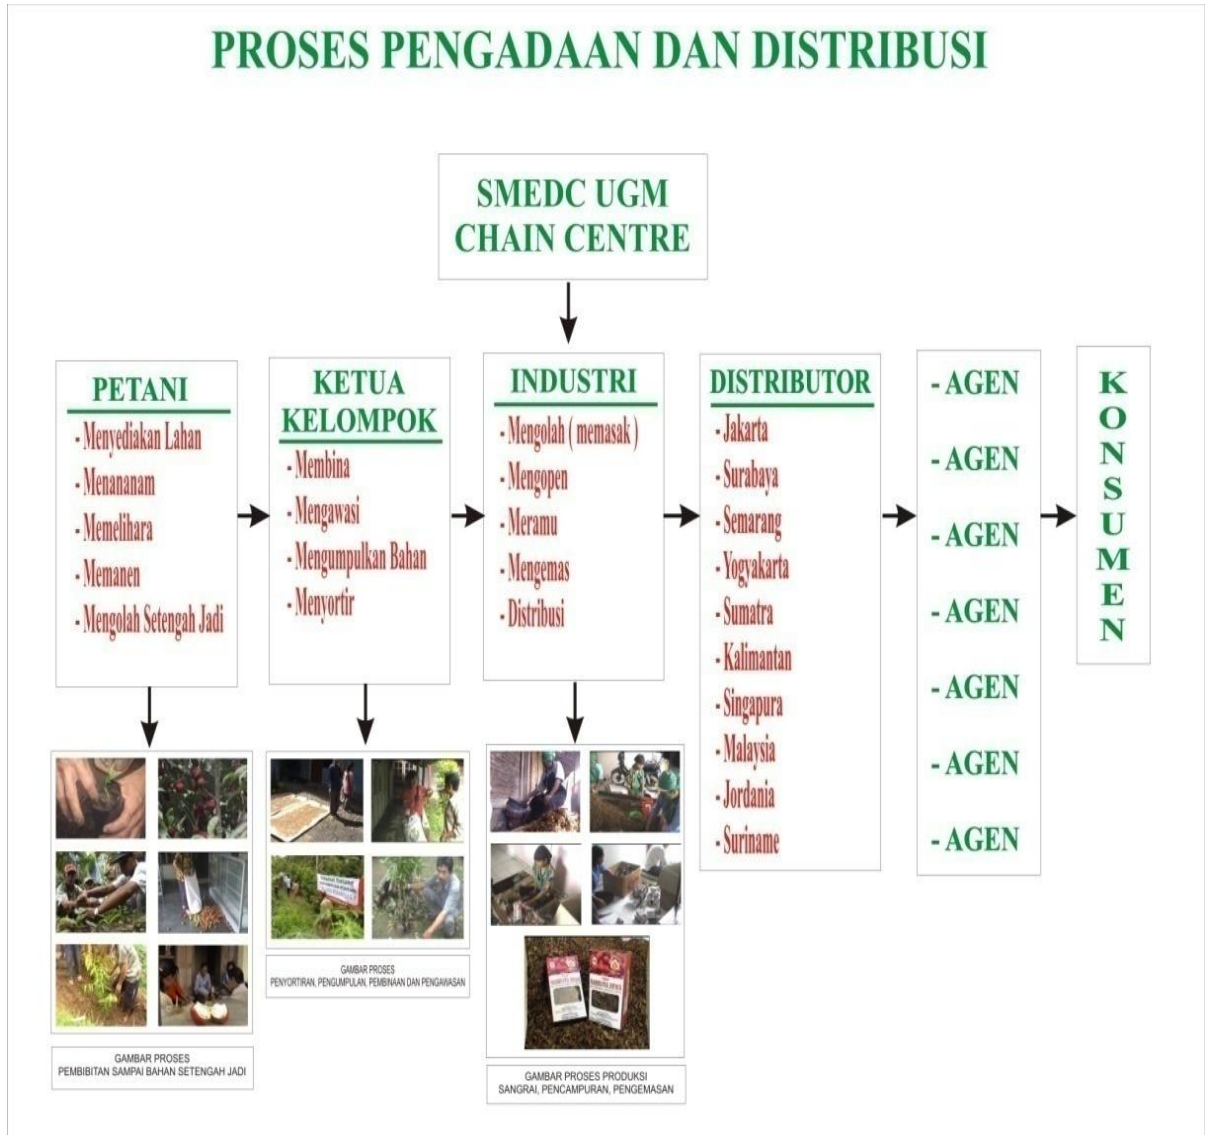 PROSES PENGADAAN DAN DISTRIBUSI
SMEDC UGM
CHAIN CENTRE
PETANI
- Menyediakan Lahan
- Menananam
- Memelihara
- Memanen
- Mengolah Setengah Jadi
KETUA
KELOMPOK
- Membina
- Mengawasi
- Mengumpulkan Bahan
- Menyortir
INDUSTRI
- Mengolah ( memasak )
- Mengopen
- Meramu
- Mengemas
- Distribusi
DISTRIBUTOR
- Jakarta
- Surabaya
- Semarang
- Yogyakarta
- Sumatra
- Kalimantan
- Singapura
- Malaysia
- Jordania
- Suriname
- AGEN
- AGEN
- AGEN
- AGEN
- AGEN
- AGEN
- AGEN
KONSUMEN
GAMBAR PROSES
PEMBIBITAN SAMPAI BAHAN SETENGAH JADI
GAMBAR PROSES
PENYORTIRAN, PENGUMPULAN, PEMBINAAN DAN PENGAWASAN
GAMBAR PROSES PRODUKSI
SANGRAI, PENCAMPURAN, PENGEMASAN